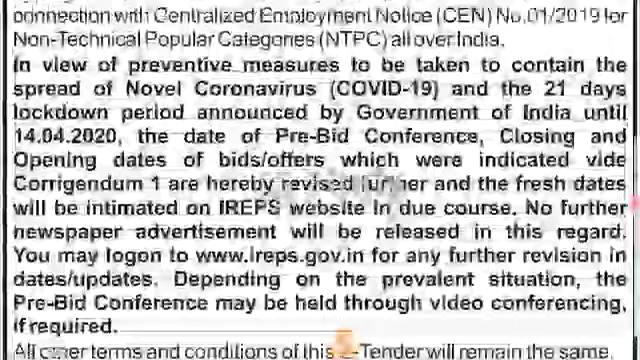 connection with Centralized Employment Notice (CEN) No.01/2019 for
Non-Technical Popular Categories (NTPC) all over India.
In view of preventive measures to be taken to contain the
spread of Novel Coronavirus (COVID-19) and the 21 days
lockdown period announced by Government of India until
14.04.2020, the date of Pre-Bid Conference, Closing and
Opening dates of bids/offers which were indicated vide
Corrigendum 1 are hereby revised further and the fresh dates
will be intimated on IREPS website in due course. No further
newspaper advertisement will be released in this regard.
You may logon to www.ireps.gov.in for any further revision in
dates/updates. Depending on the prevalent situation, the
Pre-Bid Conference may be held through video conferencing,
if required.
All other terms and conditions of this E-Tender will remain the same.